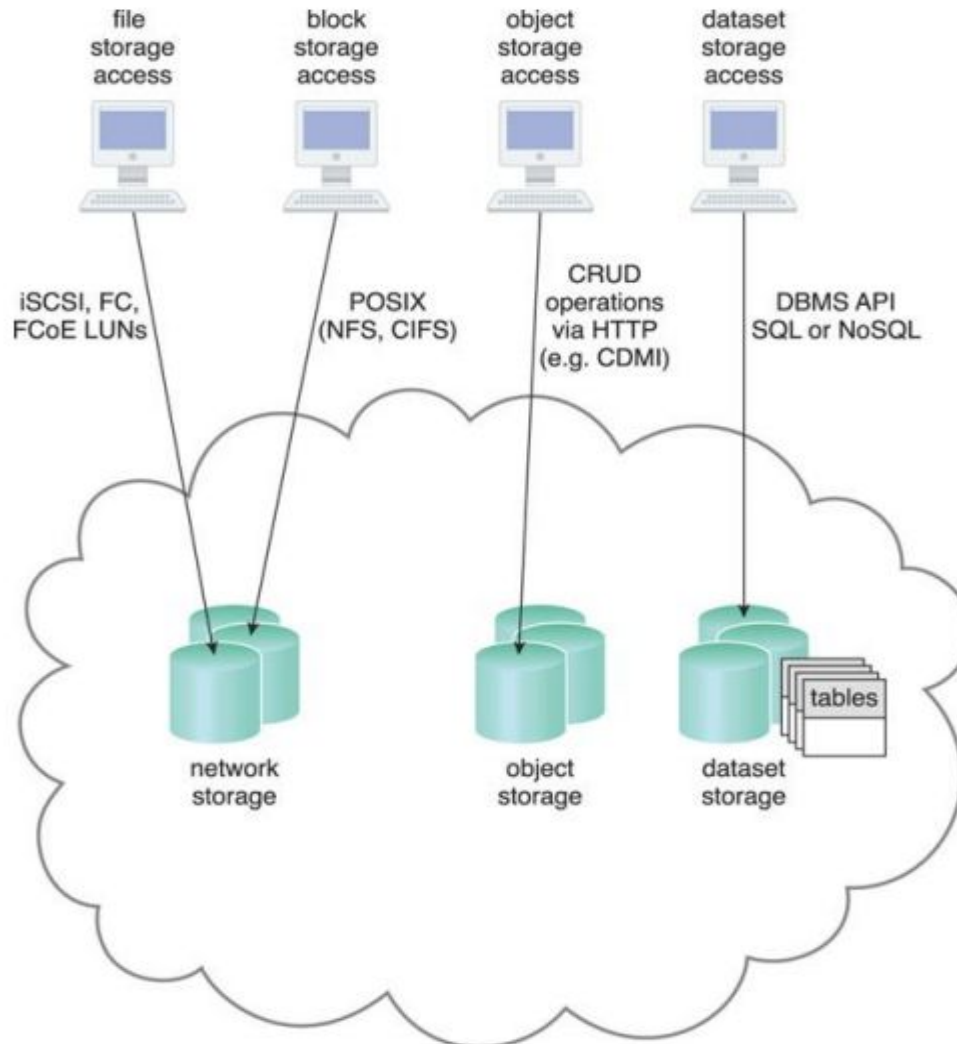 file
storage
access
block
storage
access
object
storage
access
dataset
storage
access
iSCSI, FC,
FCoE LUNs
POSIX
(NFS, CIFS)
CRUD
operations
via HTTP
(e.g. CDMI)
DBMS API
SQL or NoSQL
tables
network
storage
object
storage
dataset
storage